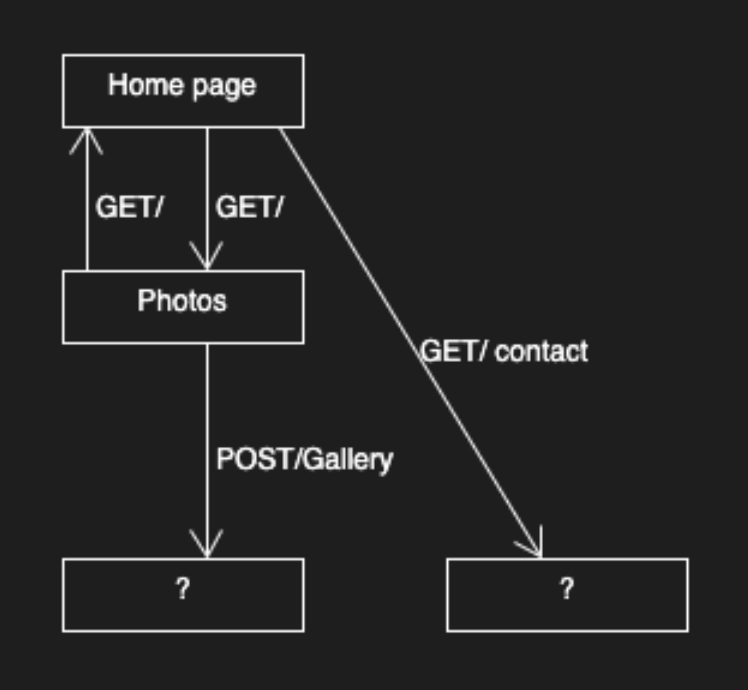 Home page
GET/
GET/
Photos
GET/ contact
POST/Gallery
?
?